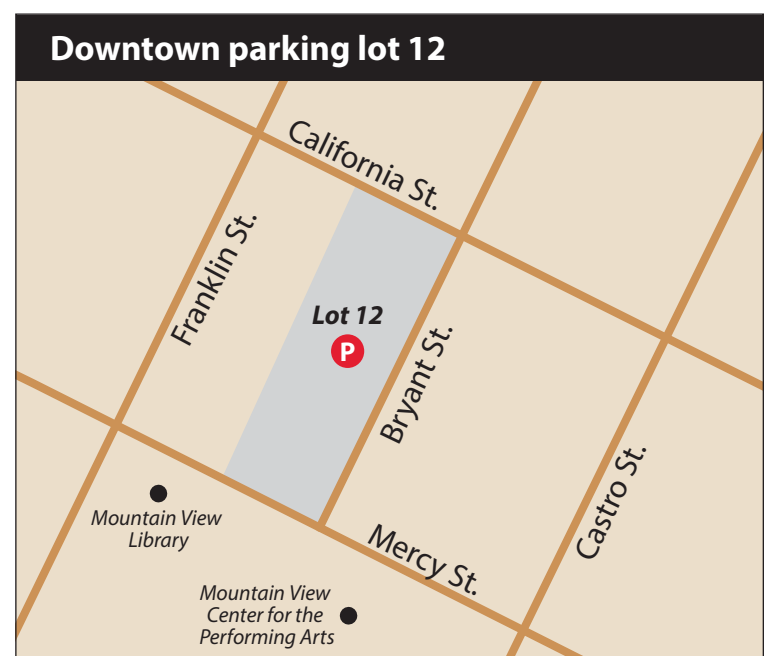 Downtown parking lot 12
California St.
Franklin St.
Lot 12
P
Bryant St.
Castro St.
Mountain View
Library
Mercy St.
Mountain View
Center for the
Performing Arts